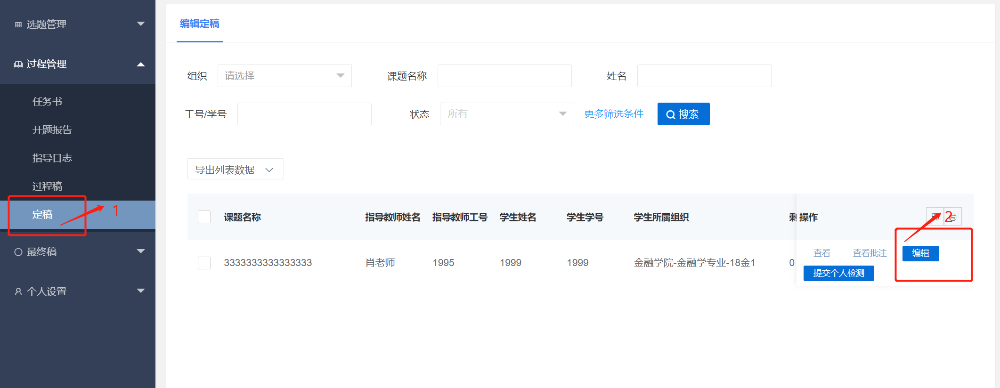 选题管理
过程管理
任务书
开题报告
指导日志
过程稿
定稿
1
最终稿
个人设置
编辑定稿
组织 请选择 课题名称 姓名
工号/学号 状态 所有 更多筛选条件 搜索
导出列表数据
课题名称 指导教师姓名 指导教师工号 学生姓名 学生学号 学生所属组织 剩 操作 2
3333333333333333 肖老师 1995 1999 1999 金融学院-金融学专业-18金1 0 查看 查看批注 编辑
提交个人检测